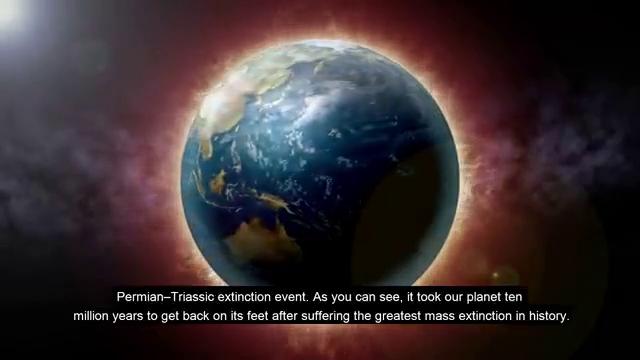 Permian–Triassic extinction event. As you can see, it took our planet ten
million years to get back on its feet after suffering the greatest mass extinction in history.